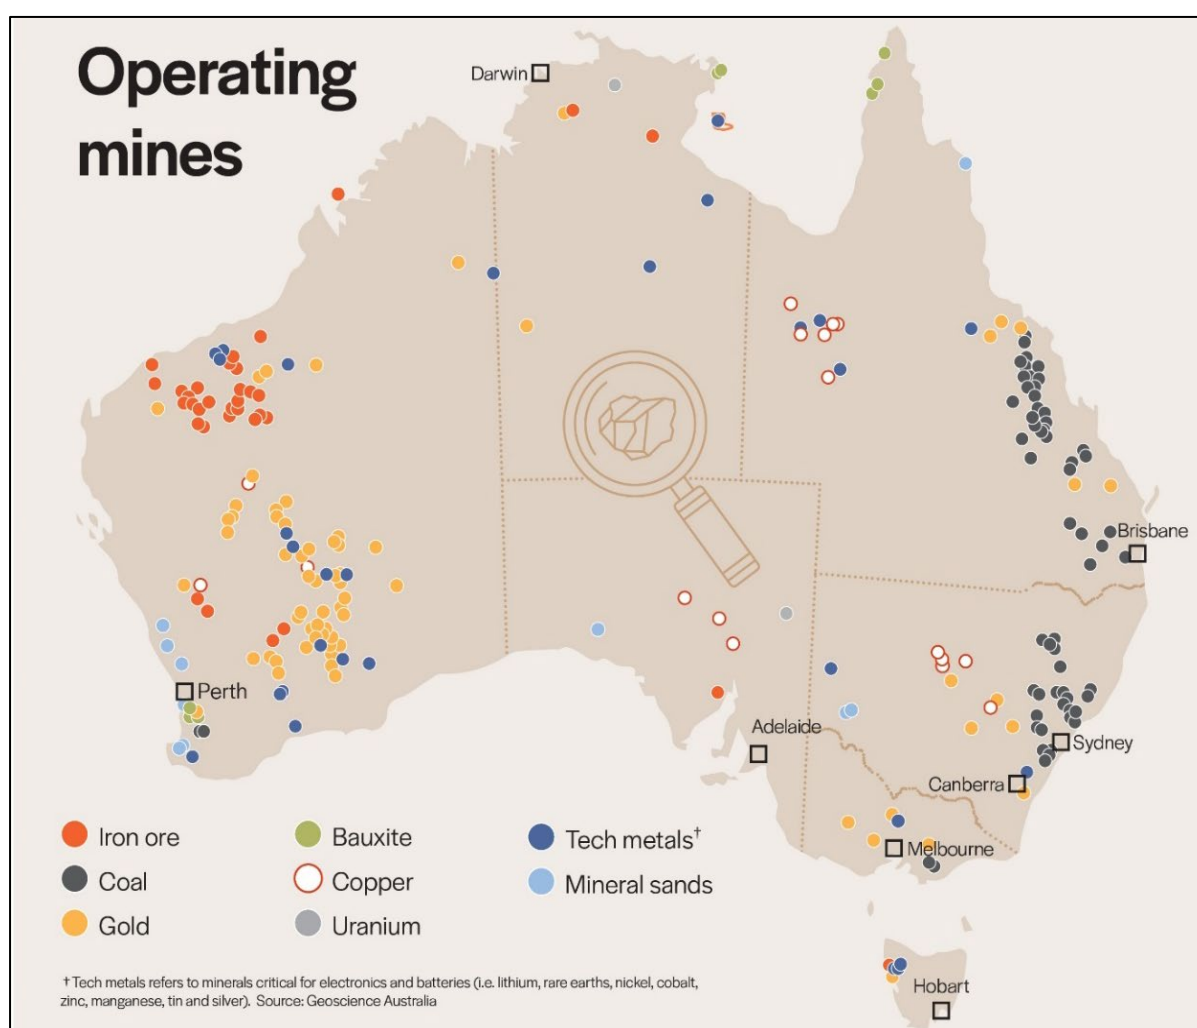 Operating
mines
Darwin
Brisbane
Perth
Adelaide
Sydney
Canberra
Melbourne
Iron ore
Bauxite
Tech metals†
Coal
Copper
Mineral sands
Gold
Uranium
†Tech metals refers to minerals critical for electronics and batteries (i.e. lithium, rare earths, nickel, cobalt,
zinc, manganese, tin and silver). Source: Geoscience Australia
Hobart